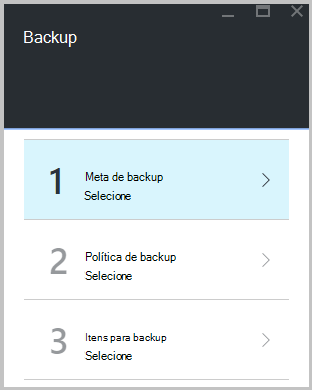 Backup
1
Meta de backup
Selecione
2
Política de backup
Selecione
3
Itens para backup
Selecione